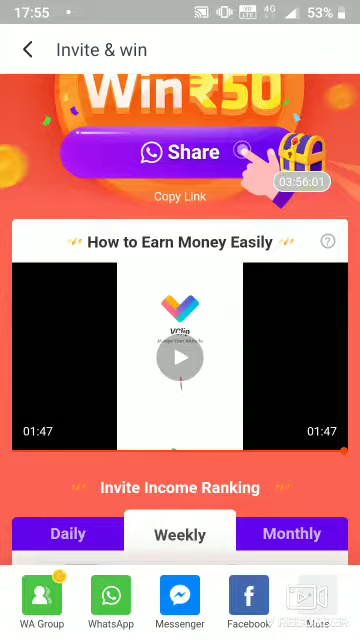 17:55
4G
53%
Invite & win
Win₹50
Share
03:56:01
Copy Link
How to Earn Money Easily
?
VClip
01:47
01:47
Invite Income Ranking
Daily
Weekly
Monthly
WA Group
WhatsApp
Messenger
Facebook
More